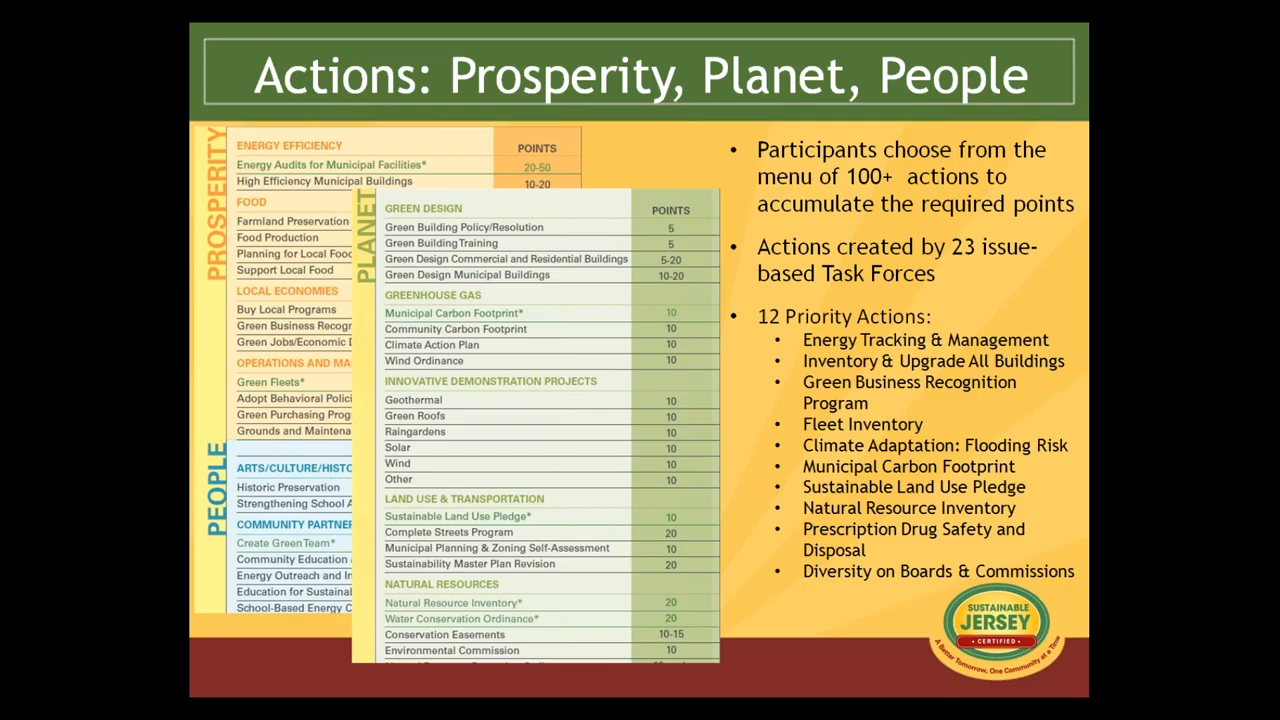 Actions: Prosperity, Planet, People
PROSPERITY
ENERGY EFFICIENCY POINTS
Energy Audits for Municipal Facilities* 20-50
High Efficiency Municipal Buildings 10-20
FOOD
Farmland Preservation
Food Production
Planning for Local Food
Support Local Food
LOCAL ECONOMIES
Buy Local Programs
Green Business
Green Jobs/Economic
OPERATIONS AND
Green Fleets*
Adopt Behavioral
Green Purchasing
Grounds and
PEOPLE
ARTS/CULTURE/
Historic Preservation
Strengthening School
COMMUNITY
Create Green Team*
Community Education
Energy Outreach and
Education for
School-Based Energy
PLANET
GREEN DESIGN POINTS
Green Building Policy/Resolution 5
Green Building Training 5
Green Design Commercial and Residential Buildings 5-20
Green Design Municipal Buildings 10-20
GREENHOUSE GAS
Municipal Carbon Footprint* 10
Community Carbon Footprint 10
Climate Action Plan 10
Wind Ordinance 10
INNOVATIVE DEMONSTRATION PROJECTS
Geothermal 10
Green Roofs 10
Raingardens 10
Solar 10
Wind 10
Other 10
LAND USE & TRANSPORTATION
Sustainable Land Use Pledge* 10
Complete Streets Program 20
Municipal Planning & Zoning Self-Assessment 10
Sustainability Master Plan Revision 20
NATURAL RESOURCES
Natural Resource Inventory* 20
Water Conservation Ordinance* 20
Conservation Easements 10-15
Environmental Commission 10
• Participants choose from the
menu of 100+ actions to
accumulate the required points
• Actions created by 23 issue-
based Task Forces
• 12 Priority Actions:
• Energy Tracking & Management
• Inventory & Upgrade All Buildings
• Green Business Recognition
Program
• Fleet Inventory
• Climate Adaptation: Flooding Risk
• Municipal Carbon Footprint
• Sustainable Land Use Pledge
• Natural Resource Inventory
• Prescription Drug Safety and
Disposal
• Diversity on Boards & Commissions
SUSTAINABLE
JERSEY
• CERTIFIED •
A Better Tomorrow, One Community at a Time